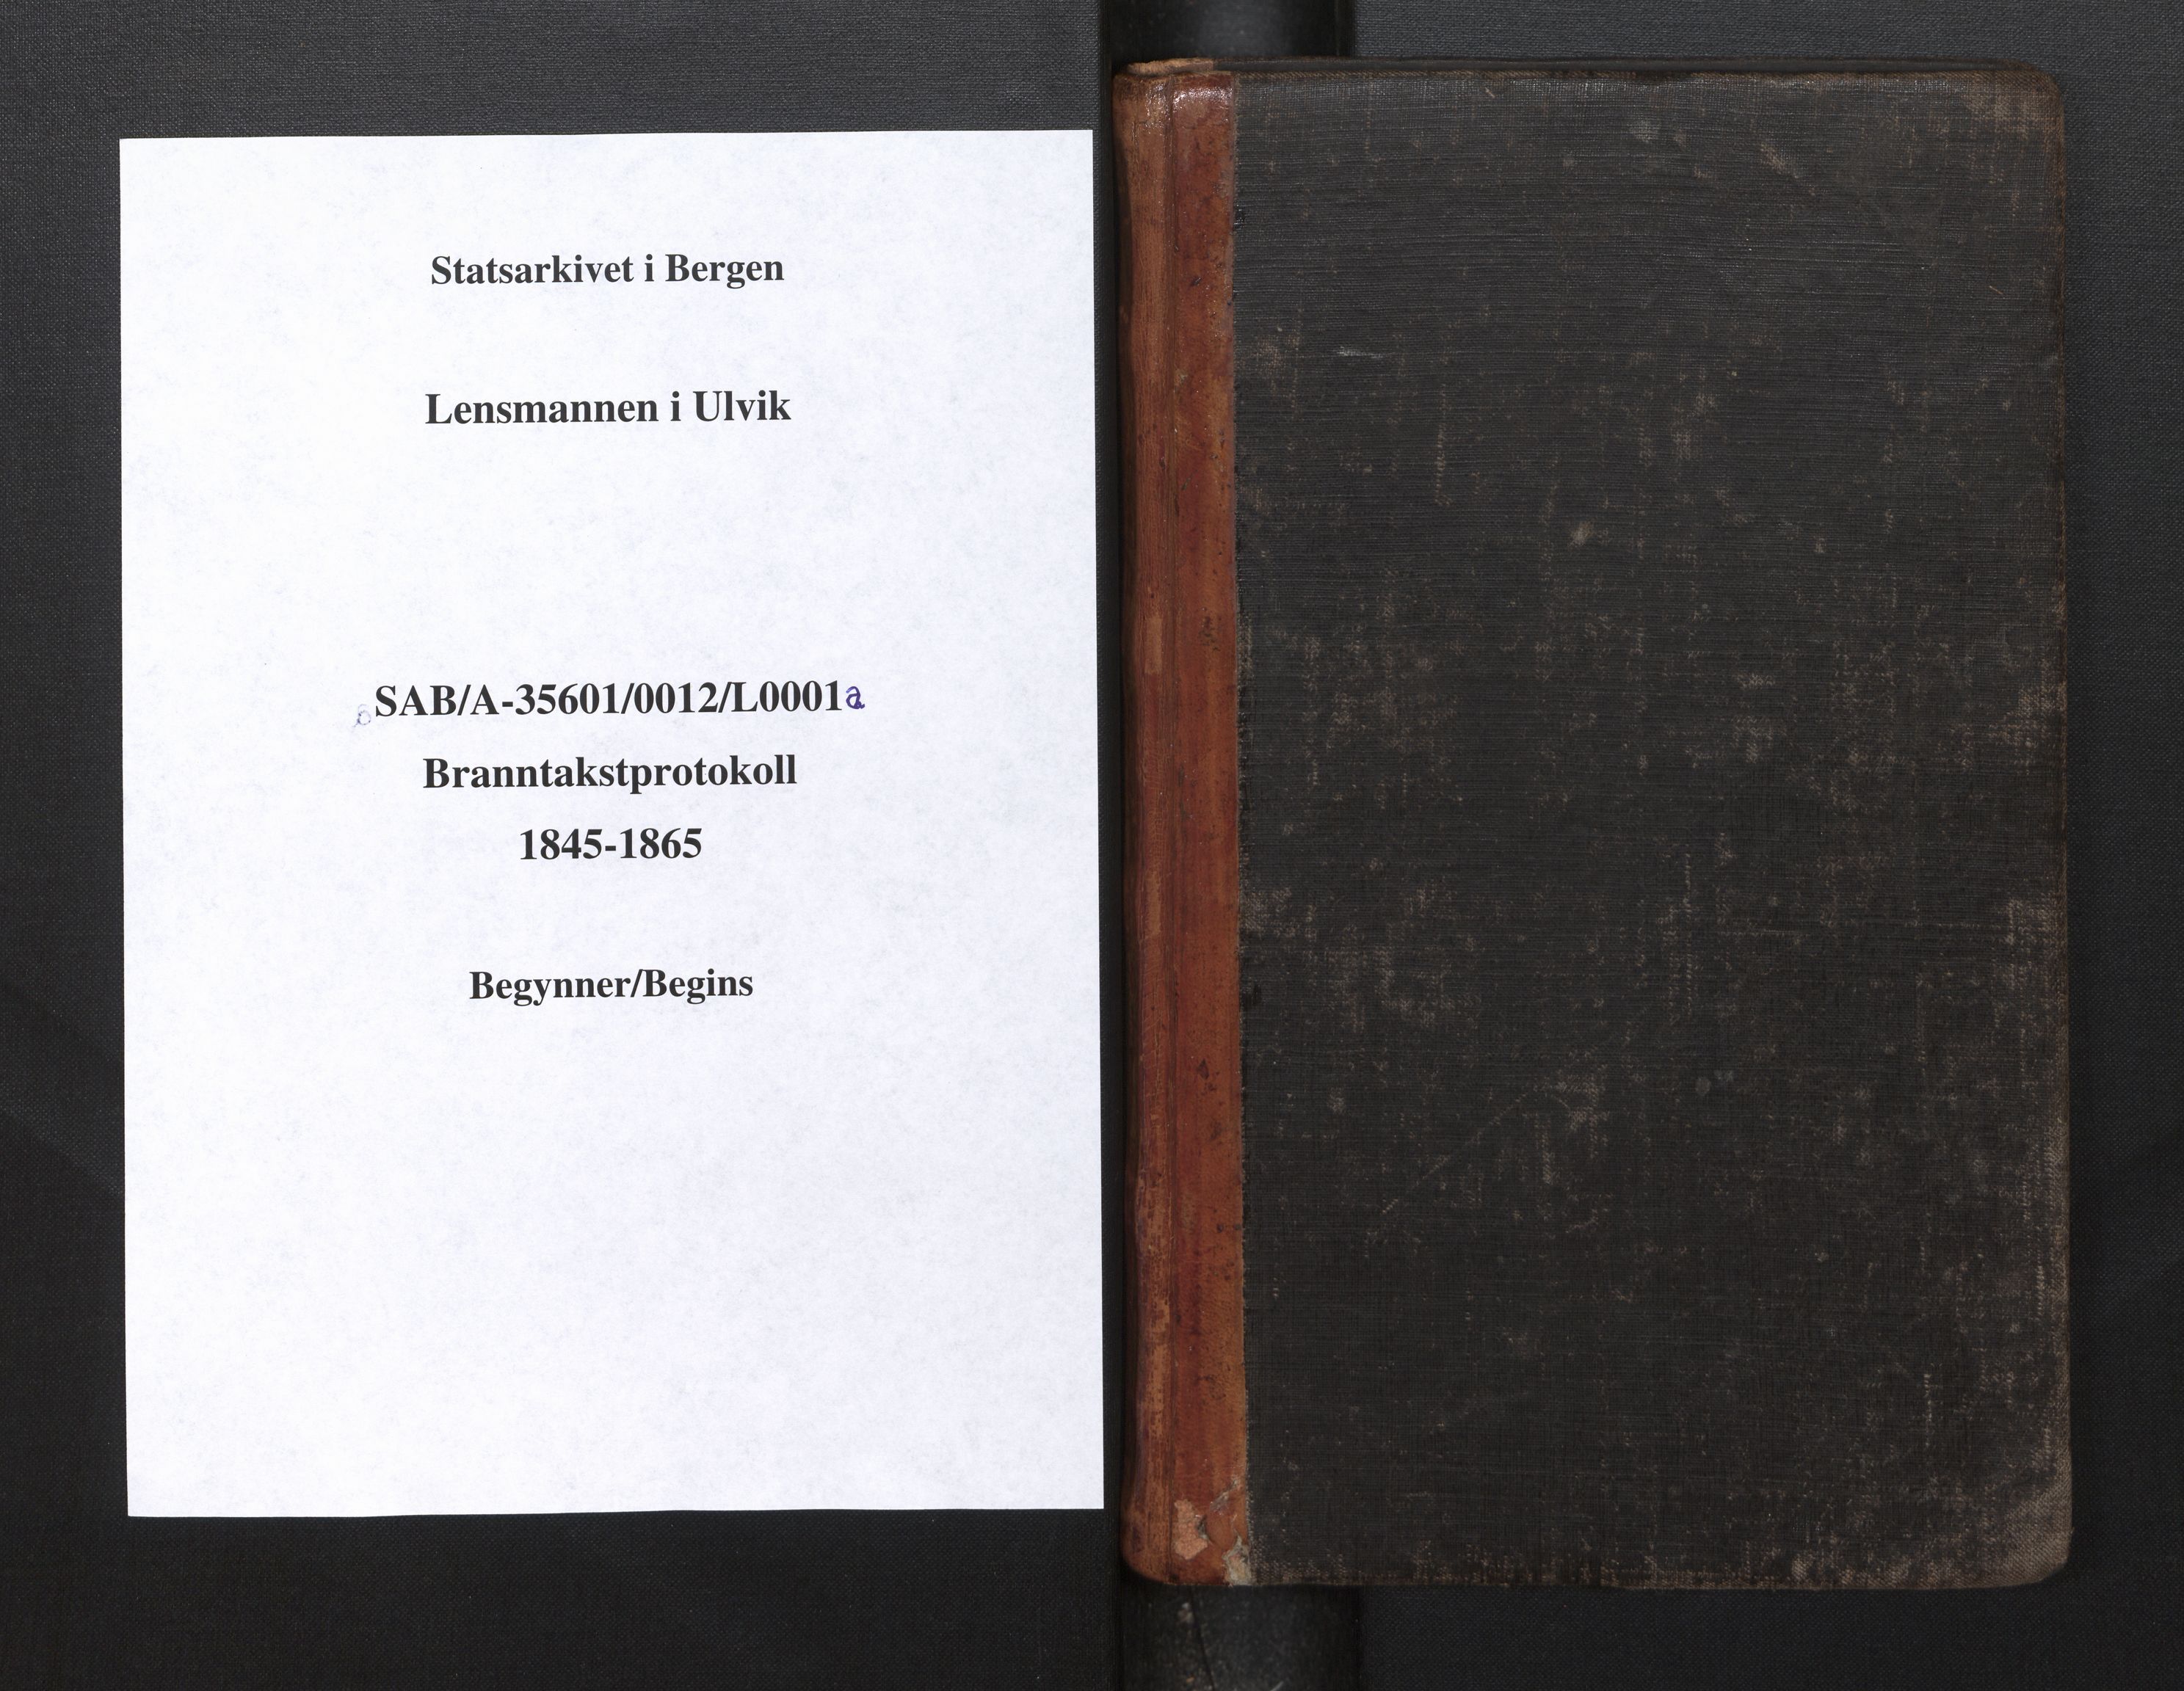 Statsarkivet i Bergen
Lensmannen i Ulvik
SAB/A-35601/0012/L0001a
Branntakstprotokoll
1845-1865
Begynner/Begins